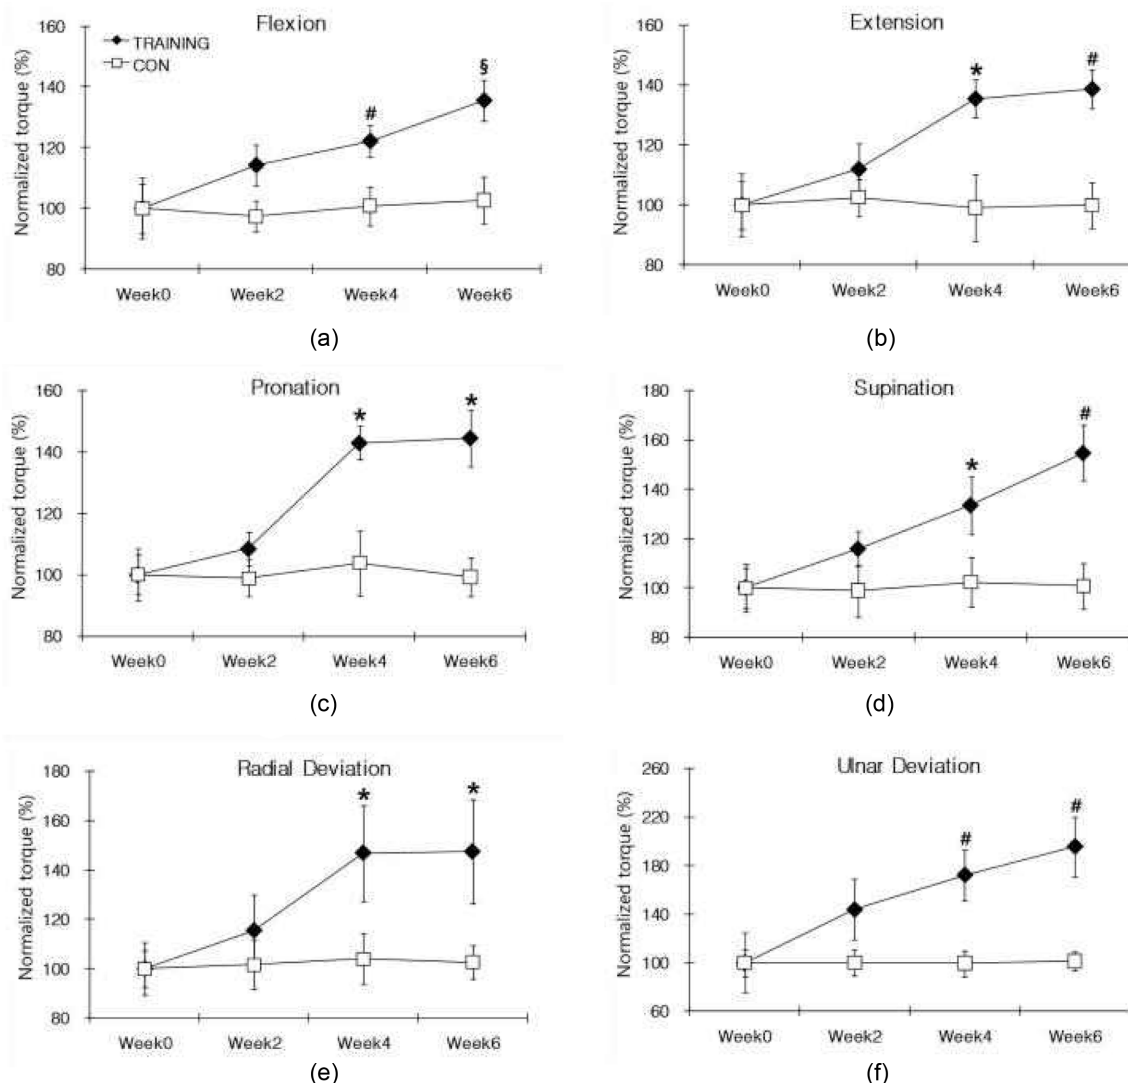 Flexion
Normalized torque (%)
160
140
120
100
80
TRAINING
CON
#
§
Week0 Week2 Week4 Week6
(a)
Extension
Normalized torque (%)
160
140
120
100
80
*
#
Week0 Week2 Week4 Week6
(b)
Pronation
Normalized torque (%)
160
140
120
100
80
*
*
Week0 Week2 Week4 Week6
(c)
Supination
Normalized torque (%)
180
160
140
120
100
80
*
#
Week0 Week2 Week4 Week6
(d)
Radial Deviation
Normalized torque (%)
180
160
140
120
100
80
*
*
Week0 Week2 Week4 Week6
(e)
Ulnar Deviation
Normalized torque (%)
260
220
180
140
100
60
#
#
Week0 Week2 Week4 Week6
(f)